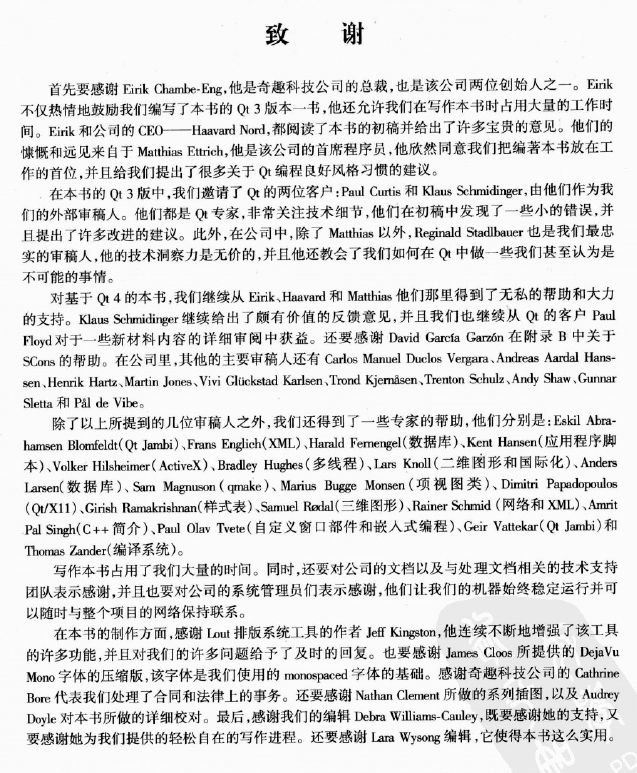 致 谢
首先要感谢 Eirik Chambe-Eng,他是奇趣科技公司的总裁,也是该公司两位创始人之一。Eirik
不仅热情地鼓励我们编写了本书的 Qt 3 版本一书,他还允许我们在写作本书时占用大量的工作时
间。Eirik 和公司的 CEO——Haavard Nord,都阅读了本书的初稿并给出了许多宝贵的意见。他们的
慷慨和远见来自于 Matthias Ettrich,他是该公司的首席程序员,他欣然同意我们把编著本书放在工
作的首位,并且给我们提出了很多关于 Qt 编程良好风格习惯的建议。
在本书的 Qt 3 版中,我们邀请了 Qt 的两位客户:Paul Curtis 和 Klaus Schmidinger,由他们作为我
们的外部审稿人。他们都是 Qt 专家,非常关注技术细节,他们在初稿中发现了一些小的错误,并
且提出了许多改进的建议。此外,在公司中,除了 Matthias 以外,Reginald Stadlbauer 也是我们最忠
实的审稿人,他的技术洞察力是无价的,并且他还教会了我们如何在 Qt 中做一些我们甚至认为是
不可能的事情。
对基于 Qt 4 的本书,我们继续从 Eirik、Haavard 和 Matthias 他们那里得到了无私的帮助和大力
的支持。Klaus Schmidinger 继续给出了颇有价值的反馈意见,并且我们也继续从 Qt 的客户 Paul
Floyd 对于一些新材料内容的详细审阅中获益。还要感谢 David García Garzón 在附录 B 中关于
SCons 的帮助。在公司里,其他的主要审稿人还有 Carlos Manuel Duclos Vergara、Andreas Aardal Hans-
sen、Henrik Hartz、Martin Jones、Vivi Glückstad Karlsen、Trond Kjernåsen、Trenton Schulz、Andy Shaw、Gunnar
Sletta 和 Pål de Vibe。
除了以上所提到的几位审稿人之外,我们还得到了一些专家的帮助,他们分别是:Eskil Abra-
hamsen Blomfeldt(Qt Jambi)、Frans Englich(XML)、Harald Fernengel(数据库)、Kent Hansen(应用程序脚
本)、Volker Hilsheimer(ActiveX)、Bradley Hughes(多线程)、Lars Knoll(二维图形和国际化)、Anders
Larsen(数据库)、Sam Magnuson(qmake)、Marius Bugge Monsen(项视图类)、Dimitri Papadopoulos
(Qt/X11)、Girish Ramakrishnan(样式表)、Samuel Rødal(三维图形)、Rainer Schmid(网络和 XML)、Amrit
Pal Singh(C++ 简介)、Paul Olav Tvete(自定义窗口部件和嵌入式编程)、Geir Vattekar(Qt Jambi)和
Thomas Zander(编译系统)。
写作本书占用了我们大量的时间。同时,还要对公司的文档以及与处理文档相关的技术支持
团队表示感谢,并且也要对公司的系统管理员们表示感谢,他们让我们的机器始终稳定运行并可
以随时与整个项目的网络保持联系。
在本书的制作方面,感谢 Lout 排版系统工具的作者 Jeff Kingston,他连续不断地增强了该工具
的许多功能,并且对我们的许多问题给予了及时的回复。也要感谢 James Cloos 所提供的 DejaVu
Mono 字体的压缩版,该字体是我们使用的 monospaced 字体的基础。感谢奇趣科技公司的 Cathrine
Bore 代表我们处理了合同和法律上的事务。还要感谢 Nathan Clement 所做的系列插图,以及 Audrey
Doyle 对本书所做的详细校对。最后,感谢我们的编辑 Debra Williams-Cauley,既要感谢她的支持,又
要感谢她为我们提供的轻松自在的写作进程。还要感谢 Lara Wysong 编辑,它使得本书这么实用。